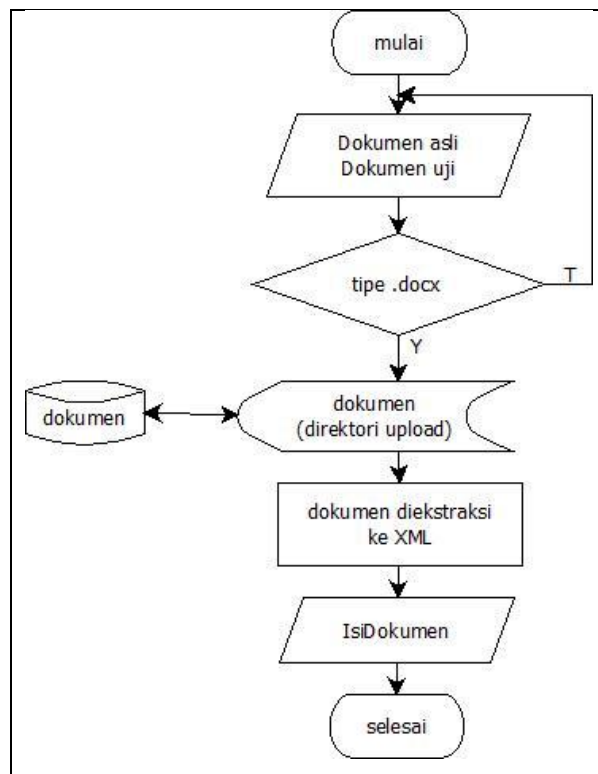 mulai
Dokumen asli
Dokumen uji
tipe .docx
T
Y
dokumen
dokumen
(direktori upload)
dokumen diekstraksi
ke XML
IsiDokumen
selesai